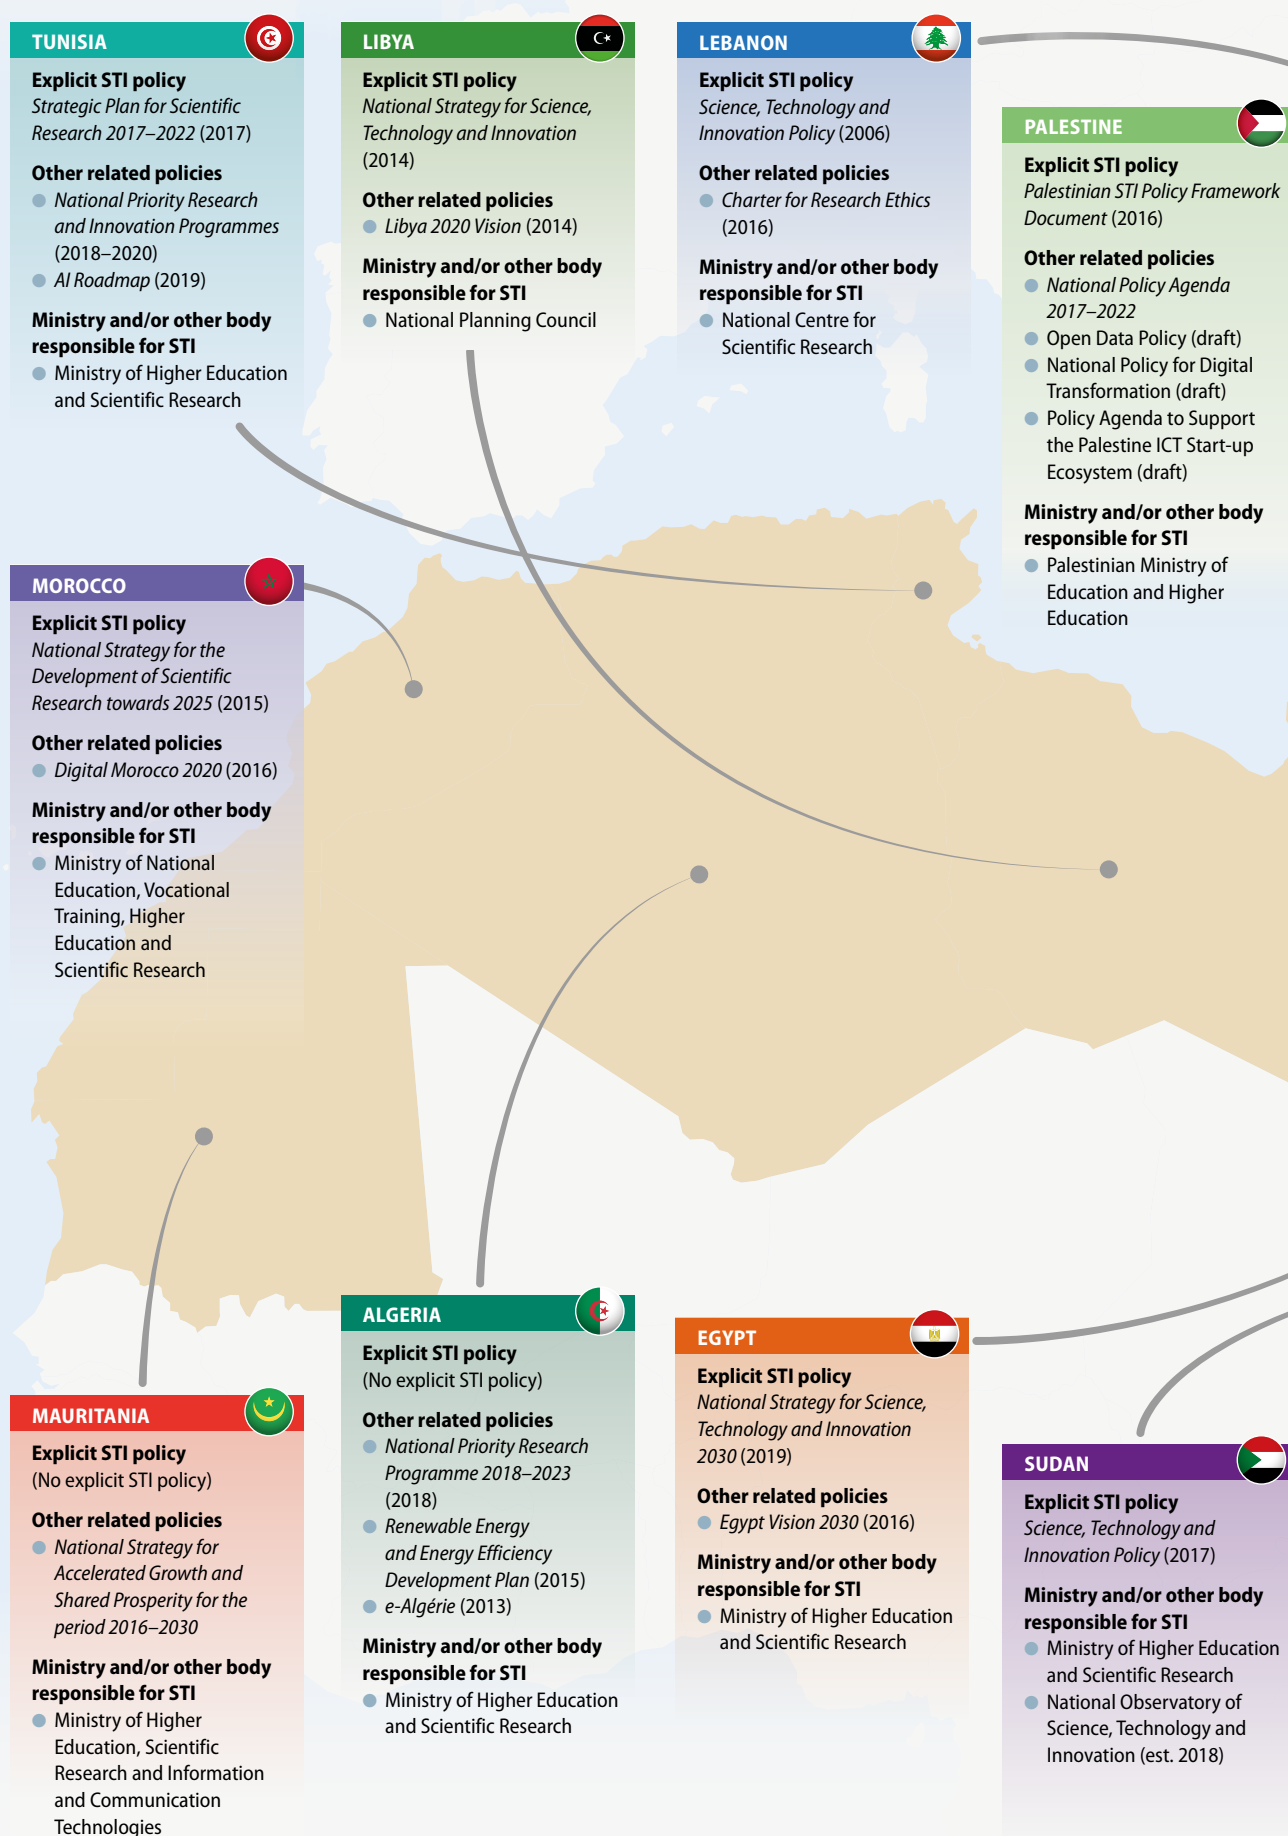 TUNISIA
Explicit STI policy
Strategic Plan for Scientific
Research 2017–2022 (2017)
Other related policies
National Priority Research
and Innovation Programmes
(2018–2020)
AI Roadmap (2019)
Ministry and/or other body
responsible for STI
Ministry of Higher Education
and Scientific Research
LIBYA
Explicit STI policy
National Strategy for Science,
Technology and Innovation
(2014)
Other related policies
Libya 2020 Vision (2014)
Ministry and/or other body
responsible for STI
National Planning Council
LEBANON
Explicit STI policy
Science, Technology and
Innovation Policy (2006)
Other related policies
Charter for Research Ethics
(2016)
Ministry and/or other body
responsible for STI
National Centre for
Scientific Research
PALESTINE
Explicit STI policy
Palestinian STI Policy Framework
Document (2016)
Other related policies
National Policy Agenda
2017–2022
Open Data Policy (draft)
National Policy for Digital
Transformation (draft)
Policy Agenda to Support
the Palestine ICT Start-up
Ecosystem (draft)
Ministry and/or other body
responsible for STI
Palestinian Ministry of
Education and Higher
Education
MOROCCO
Explicit STI policy
National Strategy for the
Development of Scientific
Research towards 2025 (2015)
Other related policies
Digital Morocco 2020 (2016)
Ministry and/or other body
responsible for STI
Ministry of National
Education, Vocational
Training, Higher
Education and
Scientific Research
MAURITANIA
Explicit STI policy
(No explicit STI policy)
Other related policies
National Strategy for
Accelerated Growth and
Shared Prosperity for the
period 2016–2030
Ministry and/or other body
responsible for STI
Ministry of Higher
Education, Scientific
Research and Information
and Communication
Technologies
ALGERIA
Explicit STI policy
(No explicit STI policy)
Other related policies
National Priority Research
Programme 2018–2023
(2018)
Renewable Energy
and Energy Efficiency
Development Plan (2015)
e-Algérie (2013)
Ministry and/or other body
responsible for STI
Ministry of Higher Education
and Scientific Research
EGYPT
Explicit STI policy
National Strategy for Science,
Technology and Innovation
2030 (2019)
Other related policies
Egypt Vision 2030 (2016)
Ministry and/or other body
responsible for STI
Ministry of Higher Education
and Scientific Research
SUDAN
Explicit STI policy
Science, Technology and
Innovation Policy (2017)
Ministry and/or other body
responsible for STI
Ministry of Higher Education
and Scientific Research
National Observatory of
Science, Technology and
Innovation (est. 2018)